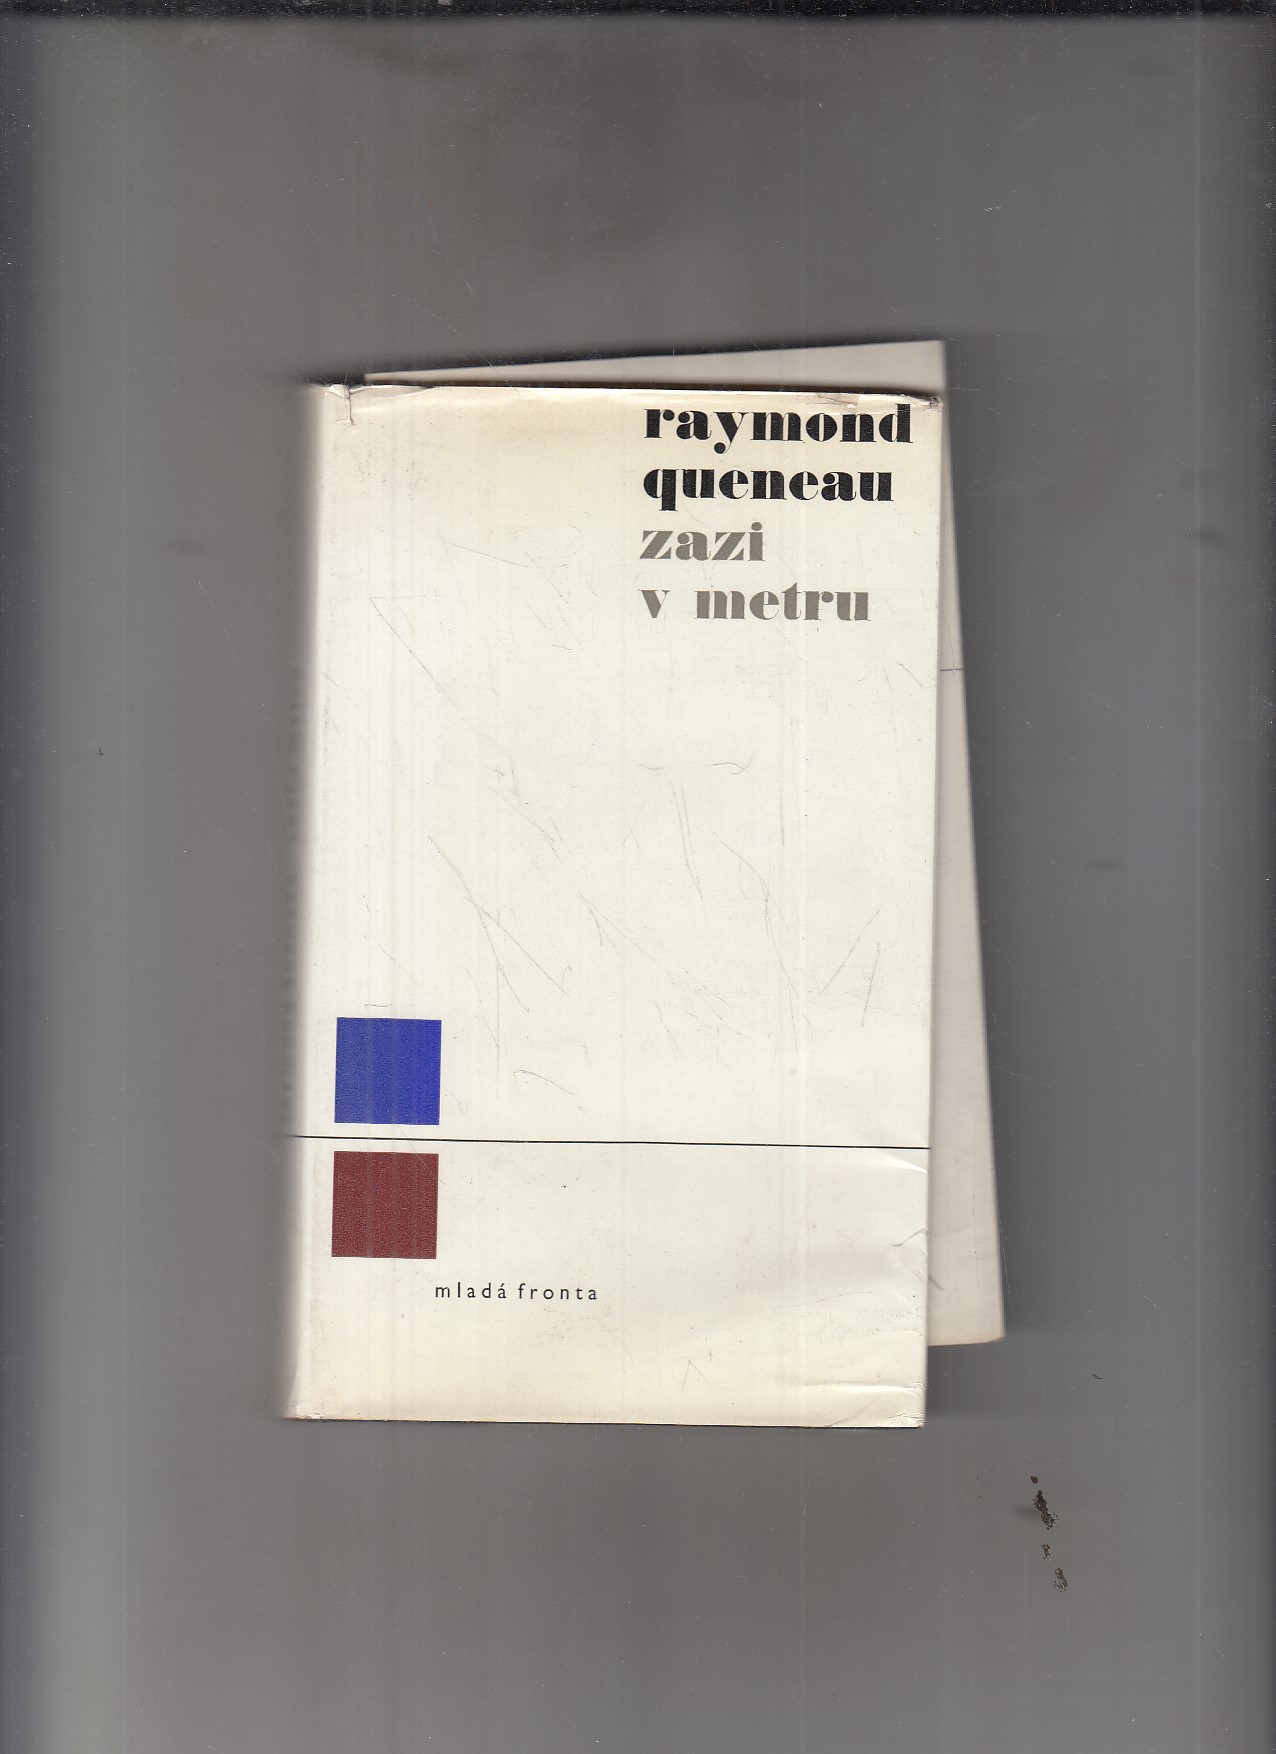 raymond
queneau
zazi
v metru
mladá fronta